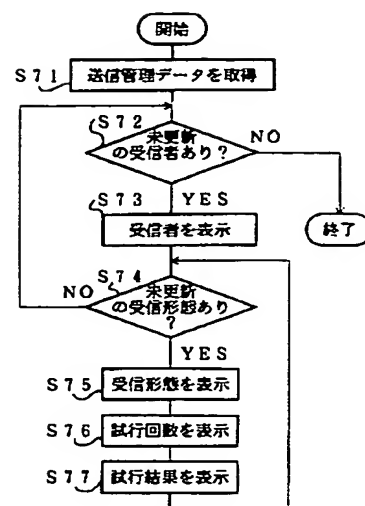 開始
S71
送信管理データを取得
S72
未更新
の受信者あり?
NO
YES
S73
受信者を表示
終了
S74
未更新
の受信形態あり
?
NO
YES
S75
受信形態を表示
S76
試行回数を表示
S77
試行結果を表示